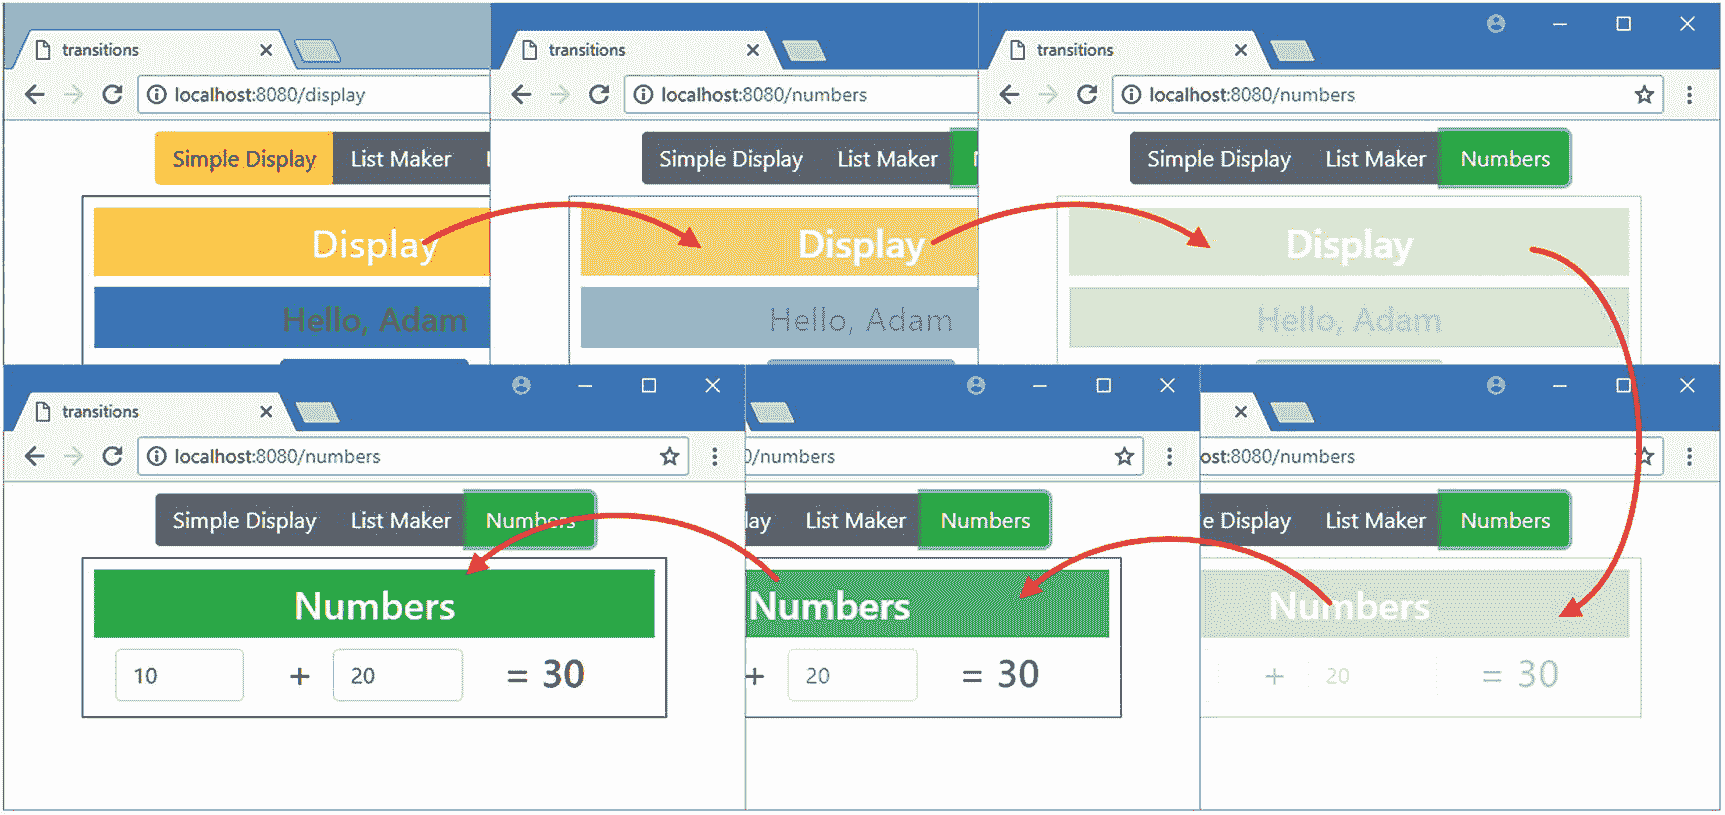 transitions
localhost:8080/display
Simple Display List Maker
Display
Hello, Adam
transitions
localhost:8080/numbers
Simple Display List Maker
Display
Hello, Adam
transitions
localhost:8080/numbers
Simple Display List Maker Numbers
Display
Hello, Adam
transitions
localhost:8080/numbers
Simple Display List Maker Numbers
Numbers
10 + 20 = 30
0/numbers
lay List Maker Numbers
Numbers
+ 20 = 30
ost:8080/numbers
e Display List Maker Numbers
Numbers
+ 20 = 30